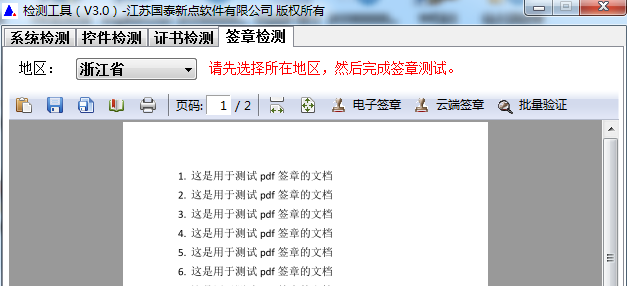 检测工具（V3.0）-江苏国泰新点软件有限公司 版权所有
系统检测 控件检测 证书检测 签章检测
地区： 浙江省 请先选择所在地区，然后完成签章测试。
页码: 1 / 2 电子签章 云端签章 批量验证
1. 这是用于测试 pdf 签章的文档
2. 这是用于测试 pdf 签章的文档
3. 这是用于测试 pdf 签章的文档
4. 这是用于测试 pdf 签章的文档
5. 这是用于测试 pdf 签章的文档
6. 这是用于测试 pdf 签章的文档